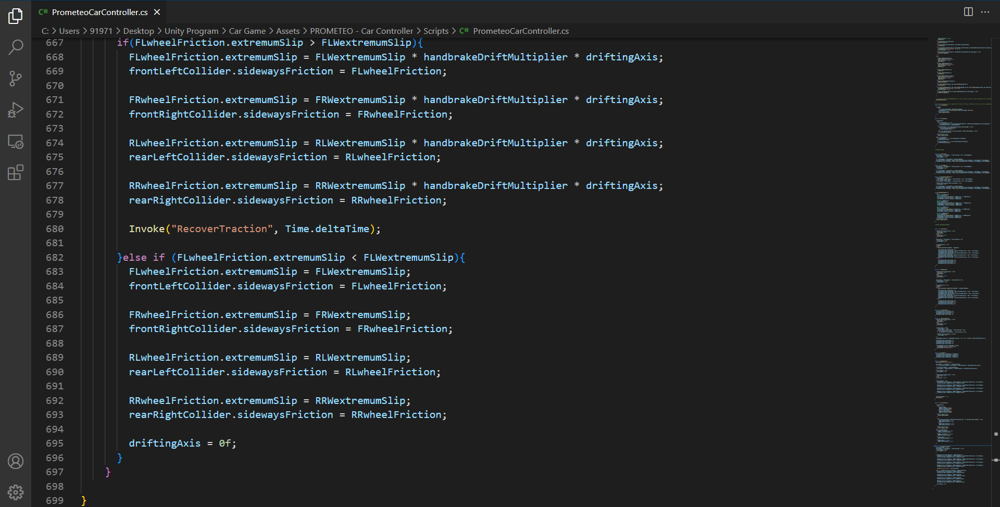 C# PrometeoCarController.cs
C: > Users > 91971 > Desktop > Unity Program > Car Game > Assets > PROMETEO - Car Controller > Scripts > C# PrometeoCarController.cs
667 if(FLwheelFriction.extremumSlip > FLWextremumSlip){
668 FLwheelFriction.extremumSlip = FLWextremumSlip * handbrakeDriftMultiplier * driftingAxis;
669 frontLeftCollider.sidewaysFriction = FLwheelFriction;
670
671 FRwheelFriction.extremumSlip = FRWextremumSlip * handbrakeDriftMultiplier * driftingAxis;
672 frontRightCollider.sidewaysFriction = FRwheelFriction;
673
674 RLwheelFriction.extremumSlip = RLWextremumSlip * handbrakeDriftMultiplier * driftingAxis;
675 rearLeftCollider.sidewaysFriction = RLwheelFriction;
676
677 RRwheelFriction.extremumSlip = RRWextremumSlip * handbrakeDriftMultiplier * driftingAxis;
678 rearRightCollider.sidewaysFriction = RRwheelFriction;
679
680 Invoke("RecoverTraction", Time.deltaTime);
681
682 }else if (FLwheelFriction.extremumSlip < FLWextremumSlip){
683 FLwheelFriction.extremumSlip = FLWextremumSlip;
684 frontLeftCollider.sidewaysFriction = FLwheelFriction;
685
686 FRwheelFriction.extremumSlip = FRWextremumSlip;
687 frontRightCollider.sidewaysFriction = FRwheelFriction;
688
689 RLwheelFriction.extremumSlip = RLWextremumSlip;
690 rearLeftCollider.sidewaysFriction = RLwheelFriction;
691
692 RRwheelFriction.extremumSlip = RRWextremumSlip;
693 rearRightCollider.sidewaysFriction = RRwheelFriction;
694
695 driftingAxis = 0f;
696 }
697 }
698
699 }